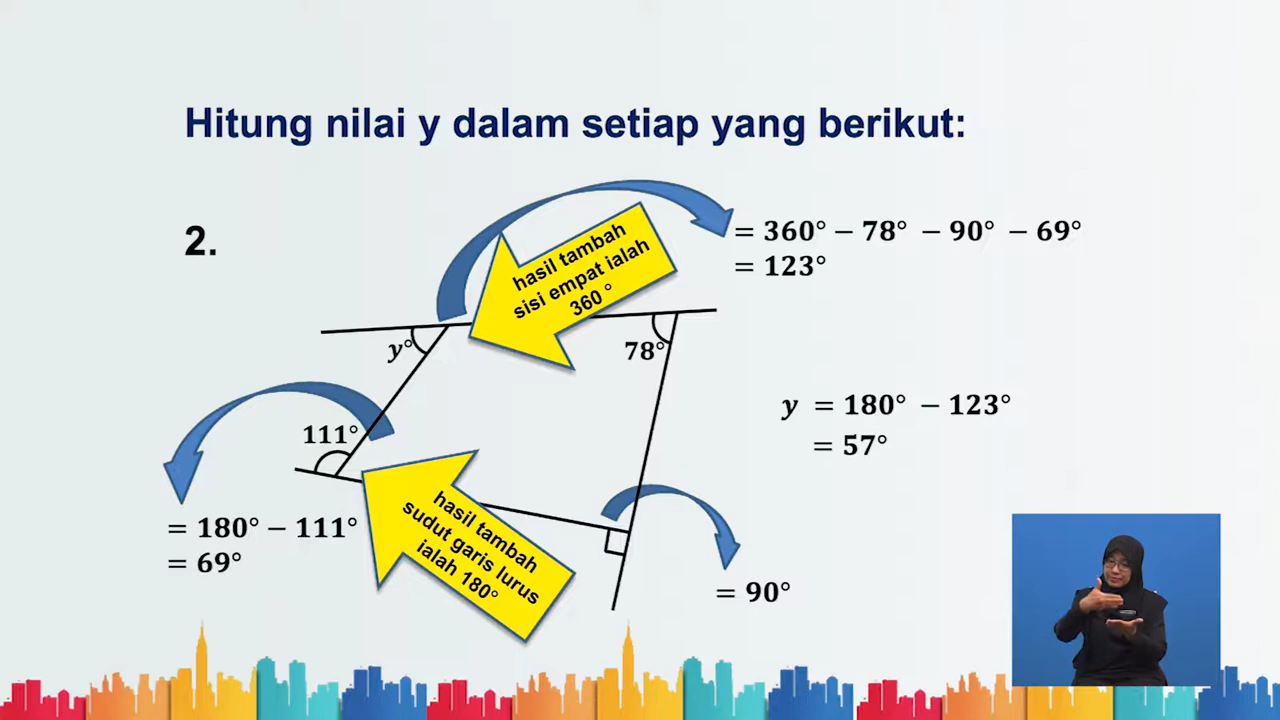 Hitung nilai y dalam setiap yang berikut:
2.
hasil tambah
sisi empat ialah
360 °
= 360° − 78° − 90° − 69°
= 123°
y°
78°
111°
y = 180° − 123°
= 57°
hasil tambah
sudut garis lurus
ialah 180°
= 180° − 111°
= 69°
= 90°